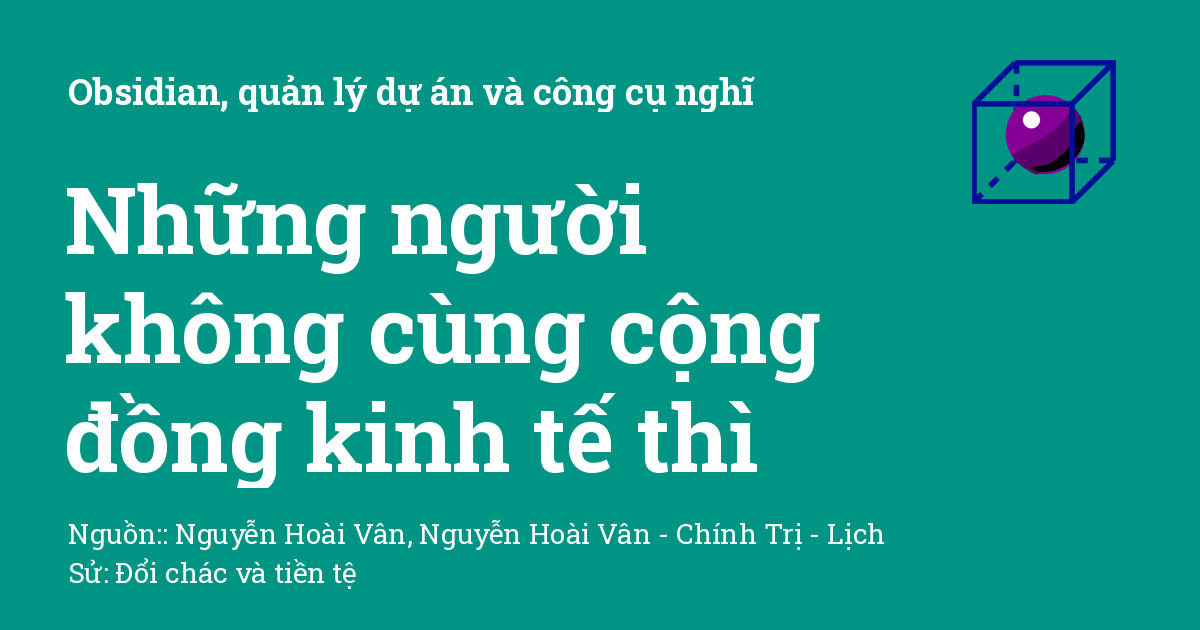 Obsidian, quản lý dự án và công cụ nghĩ
Những người
không cùng cộng
đồng kinh tế thì
Nguồn:: Nguyễn Hoài Vân, Nguyễn Hoài Vân - Chính Trị - Lịch
Sử: Đổi chác và tiền tệ